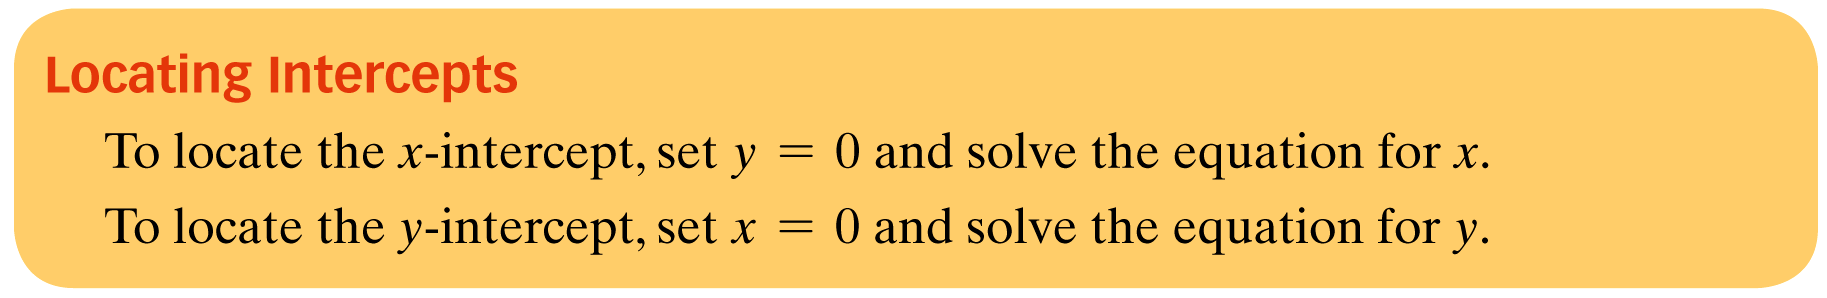 Locating Intercepts
To locate the x-intercept, set y = 0 and solve the equation for x.
To locate the y-intercept, set x = 0 and solve the equation for y.